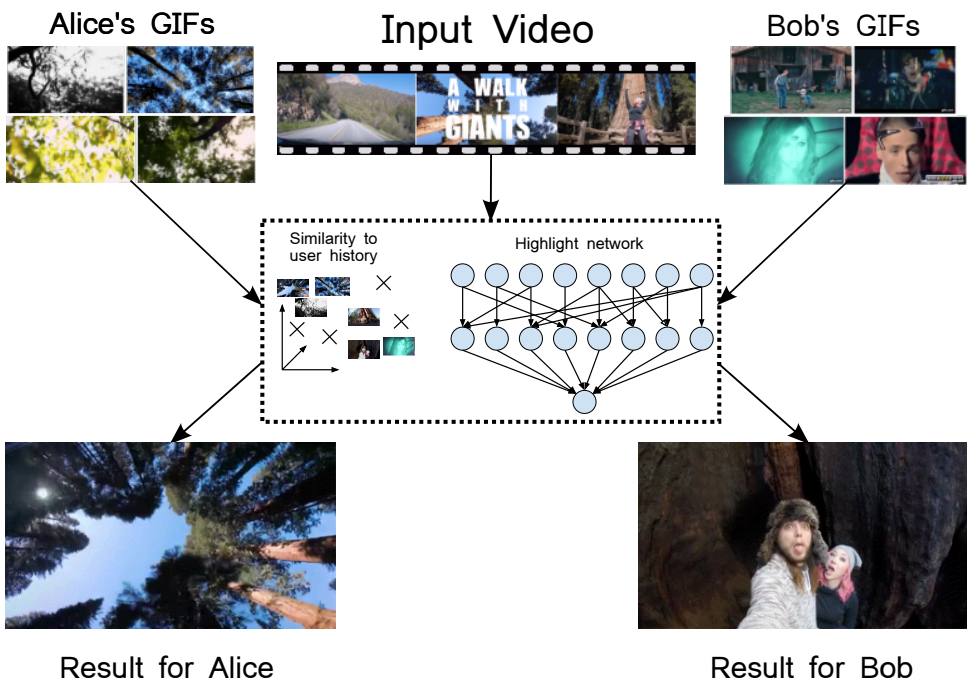 Alice's GIFs
Input Video
Bob's GIFs
A WALK
WITH
GIANTS
Similarity to
user history
Highlight network
Result for Alice
Result for Bob